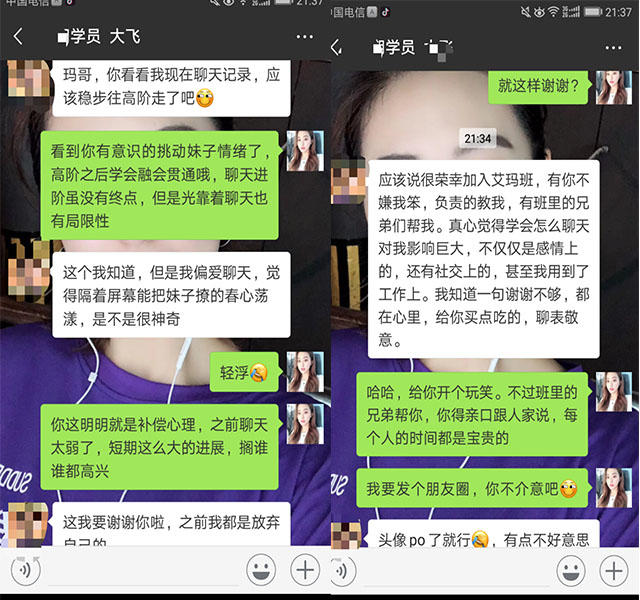 中国电信
21:37
学员 大飞
玛哥，你看看我现在聊天记录，应
该稳步往高阶走了吧
看到你有意识的挑动妹子情绪了，
高阶之后学会融会贯通哦，聊天进
阶虽没有终点，但是光靠着聊天也
有局限性
这个我知道，但是我偏爱聊天，觉
得隔着屏幕能把妹子撩的春心荡
漾，是不是很神奇
轻浮
你这明明就是补偿心理，之前聊天
太弱了，短期这么大的进展，搁谁
谁都高兴
这我要谢谢你啦，之前我都是放弃
自己的
中国电信
21:37
学员
就这样谢谢？
21:34
应该说很荣幸加入艾玛班，有你不
嫌我笨，负责的教我，有班里的兄
弟们帮我。真心觉得学会怎么聊天
对我影响巨大，不仅仅是感情上
的，还有社交上的，甚至我用到了
工作上。我知道一句谢谢不够，都
在心里，给你买点吃的，聊表敬
意。
哈哈，给你开个玩笑。不过班里的
兄弟帮你，你得亲口跟人家说，每
个人的时间都是宝贵的
我要发个朋友圈，你不介意吧
头像 po 了就行，有点不好意思